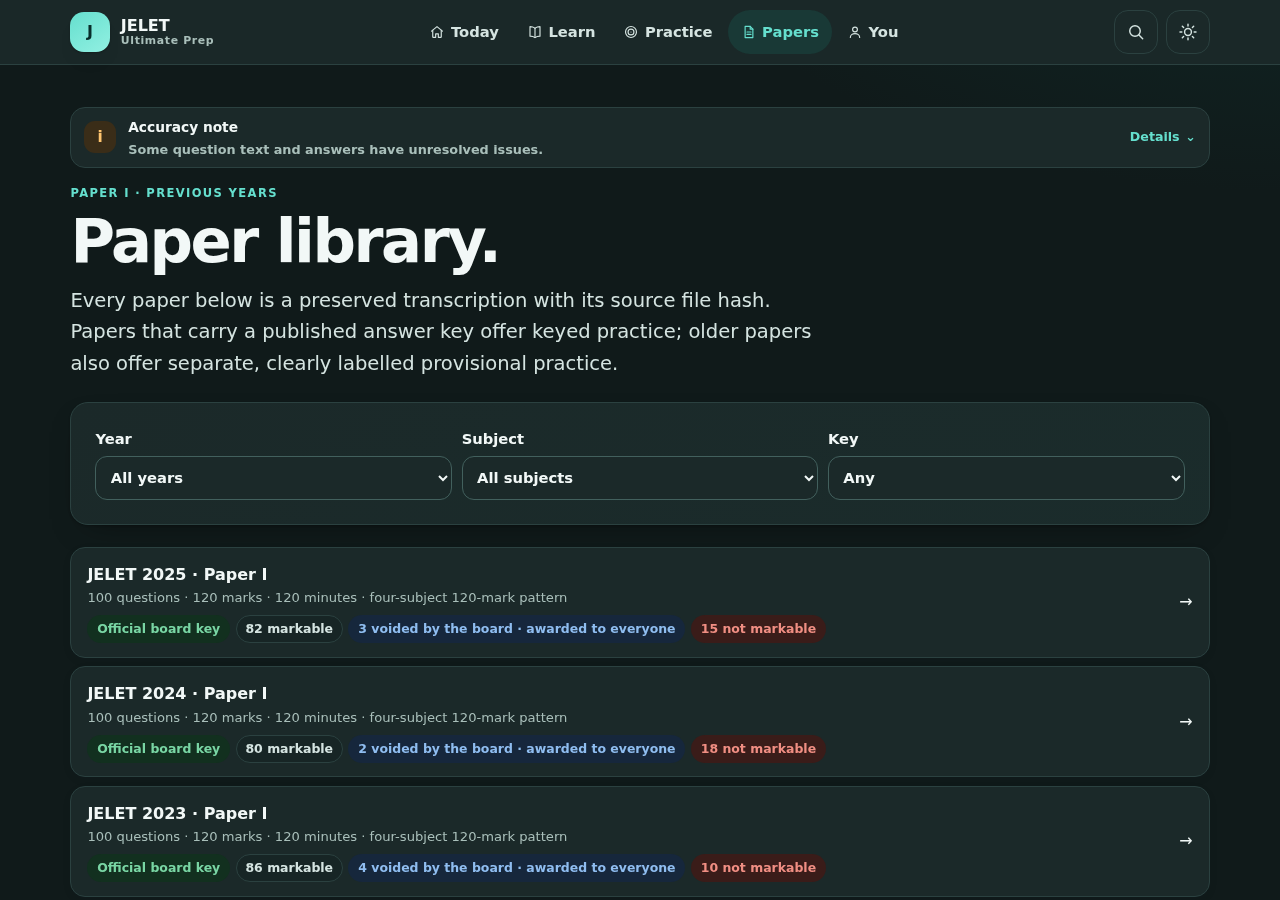 J
JELET
Ultimate Prep
Today
Learn
Practice
Papers
You
i
Accuracy note
Some question text and answers have unresolved issues.
Details ⌄
PAPER I · PREVIOUS YEARS
Paper library.
Every paper below is a preserved transcription with its source file hash.
Papers that carry a published answer key offer keyed practice; older papers
also offer separate, clearly labelled provisional practice.
Year
All years
Subject
All subjects
Key
Any
JELET 2025 · Paper I
100 questions · 120 marks · 120 minutes · four-subject 120-mark pattern
Official board key 82 markable 3 voided by the board · awarded to everyone 15 not markable
→
JELET 2024 · Paper I
100 questions · 120 marks · 120 minutes · four-subject 120-mark pattern
Official board key 80 markable 2 voided by the board · awarded to everyone 18 not markable
→
JELET 2023 · Paper I
100 questions · 120 marks · 120 minutes · four-subject 120-mark pattern
Official board key 86 markable 4 voided by the board · awarded to everyone 10 not markable
→